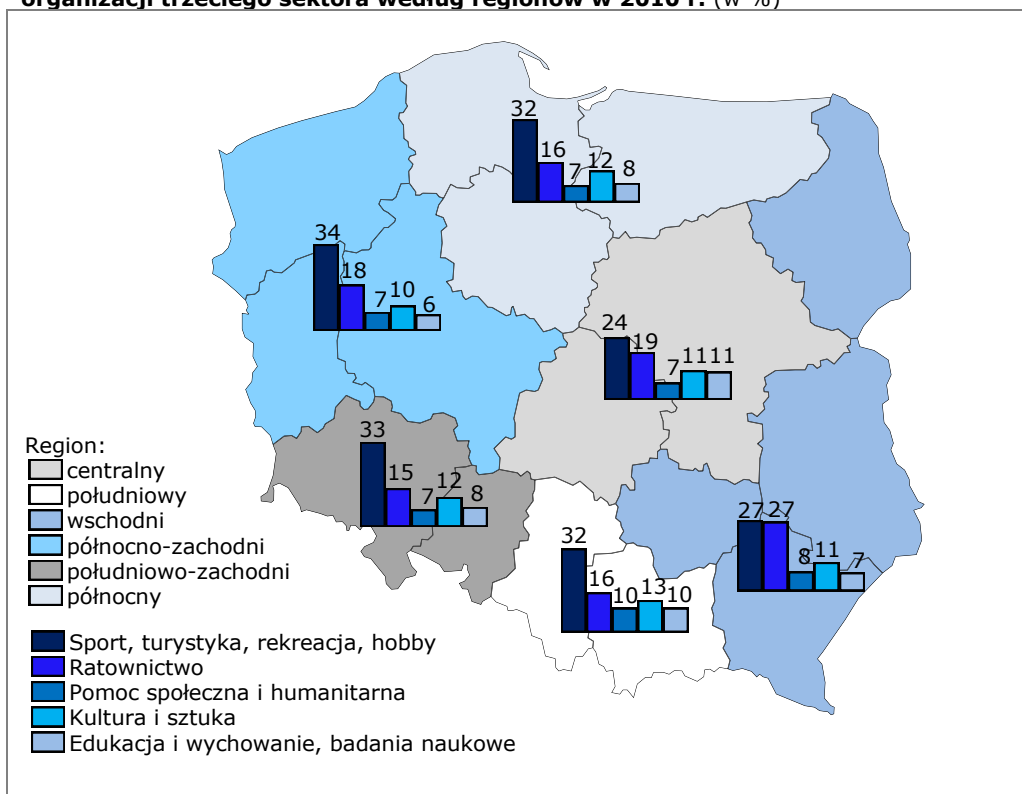 organizacji trzeciego sektora według regionów w 2010 r. (w %)
32
16
7
12
8
34
18
7
10
6
24
19
7
11
11
33
15
7
12
8
27
27
8
11
7
32
16
10
13
10
Region:
centralny
południowy
wschodni
północno-zachodni
południowo-zachodni
północny
Sport, turystyka, rekreacja, hobby
Ratownictwo
Pomoc społeczna i humanitarna
Kultura i sztuka
Edukacja i wychowanie, badania naukowe